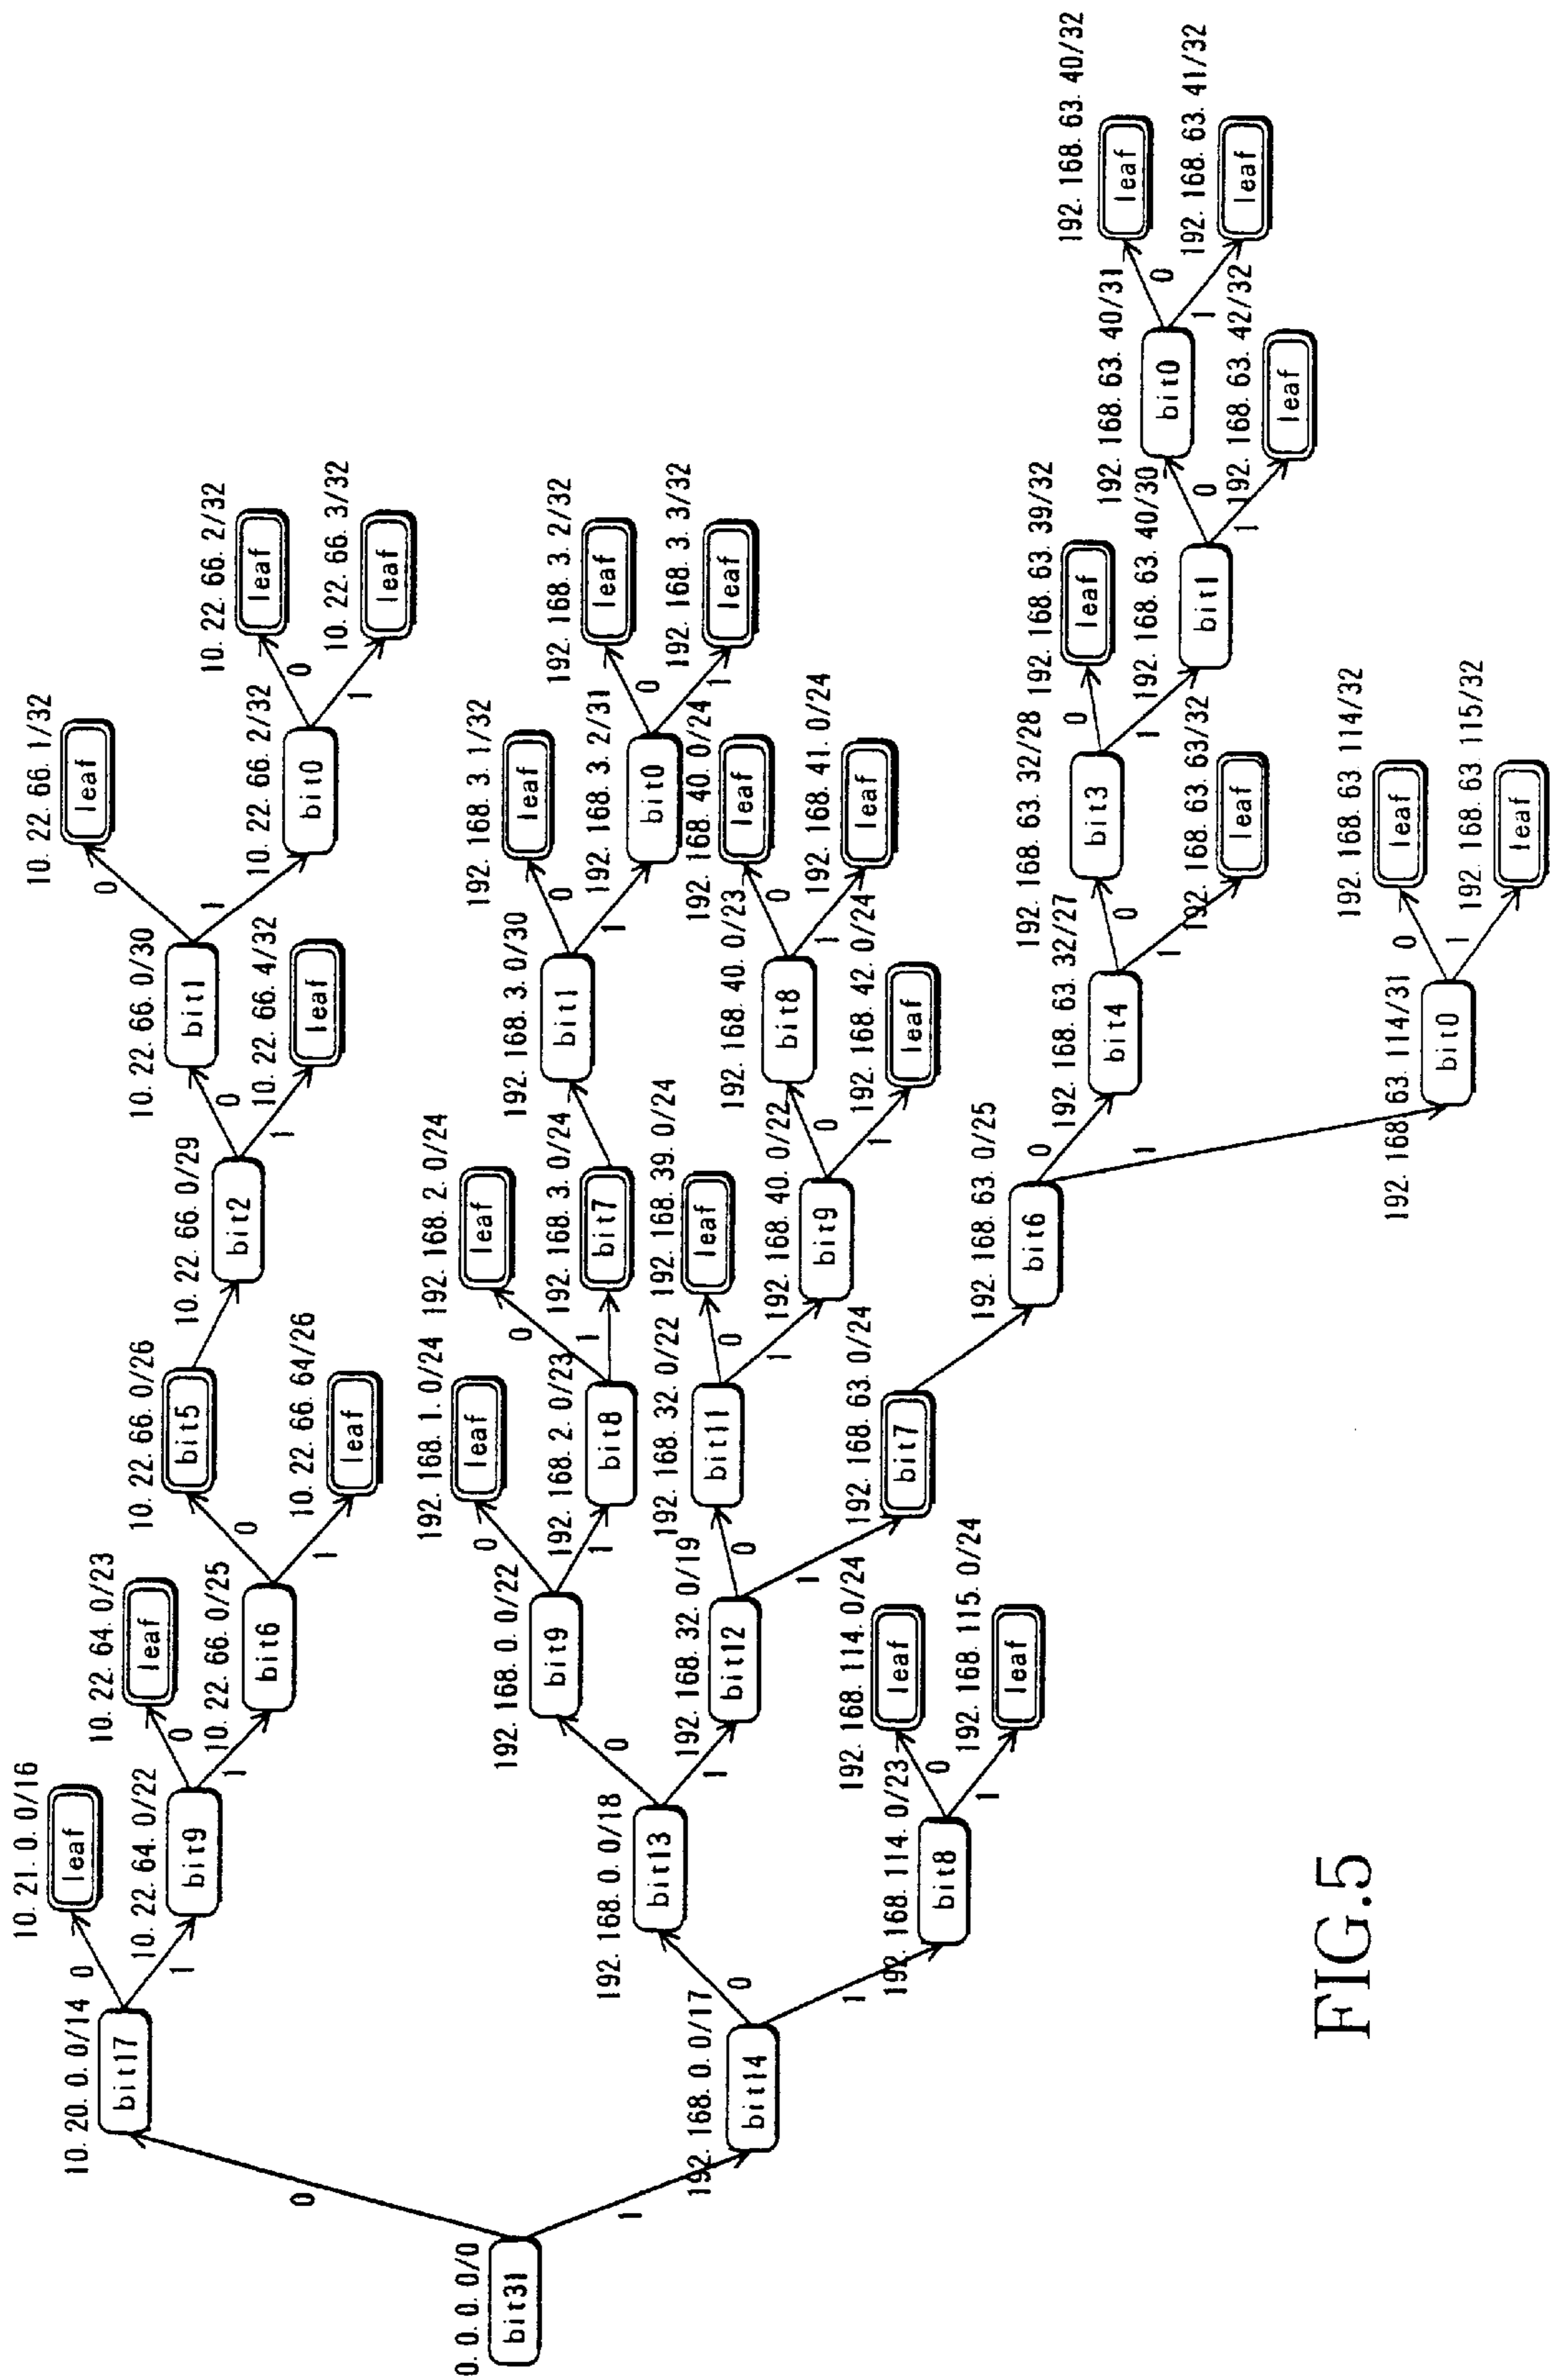 0. 0. 0. 0/0
bit31
0
1
10. 20. 0. 0/14
bit17
0
1
10. 21. 0. 0/16
leaf
10. 22. 64. 0/22
bit9
0
1
10. 22. 64. 0/23
leaf
10. 22. 66. 0/25
bit6
0
1
10. 22. 66. 0/26
bit5
10. 22. 66. 64/26
leaf
10. 22. 66. 0/29
bit2
0
1
10. 22. 66. 0/30
bit1
0
1
10. 22. 66. 4/32
leaf
10. 22. 66. 1/32
leaf
10. 22. 66. 2/32
bit0
0
1
10. 22. 66. 2/32
leaf
10. 22. 66. 3/32
leaf
192. 168. 0. 0/17
bit14
0
1
192. 168. 0. 0/18
bit13
0
1
192. 168. 0. 0/22
bit9
0
1
192. 168. 1. 0/24
leaf
192. 168. 2. 0/23
bit8
0
1
192. 168. 2. 0/24
leaf
192. 168. 3. 0/24
bit7
192. 168. 3. 0/30
bit1
0
1
192. 168. 3. 1/32
leaf
192. 168. 3. 2/31
bit0
0
1
192. 168. 3. 2/32
leaf
192. 168. 3. 3/32
leaf
192. 168. 32. 0/19
bit12
0
1
192. 168. 32. 0/22
bit11
0
1
192. 168. 39. 0/24
leaf
192. 168. 40. 0/22
bit9
0
1
192. 168. 40. 0/23
bit8
0
1
192. 168. 40. 0/24
leaf
192. 168. 41. 0/24
leaf
192. 168. 42. 0/24
leaf
192. 168. 63. 0/24
bit7
192. 168. 63. 0/25
bit6
0
1
192. 168. 63. 32/27
bit4
0
1
192. 168. 63. 32/28
bit3
0
1
192. 168. 63. 63/32
leaf
192. 168. 63. 39/32
leaf
192. 168. 63. 40/30
bit1
0
1
192. 168. 63. 40/31
bit0
0
1
192. 168. 63. 42/32
leaf
192. 168. 63. 40/32
leaf
192. 168. 63. 41/32
leaf
192. 168. 63. 114/31
bit0
0
1
192. 168. 63. 114/32
leaf
192. 168. 63. 115/32
leaf
192. 168. 114. 0/23
bit8
0
1
192. 168. 114. 0/24
leaf
192. 168. 115. 0/24
leaf
FIG.5